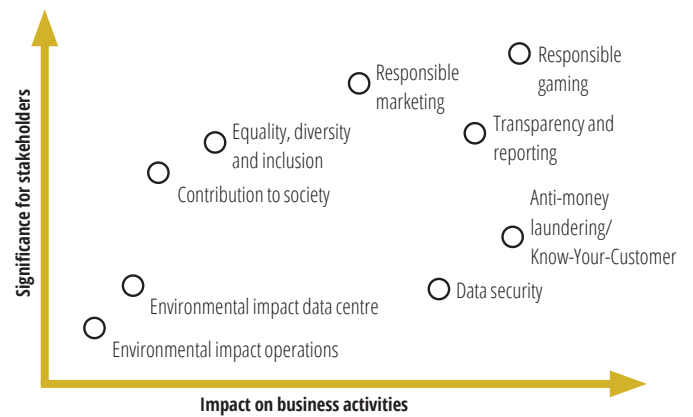 Significance for stakeholders
Responsible
gaming
Responsible
marketing
Transparency and
reporting
Equality, diversity
and inclusion
Contribution to society
Anti-money
laundering/
Know-Your-Customer
Data security
Environmental impact data centre
Environmental impact operations
Impact on business activities